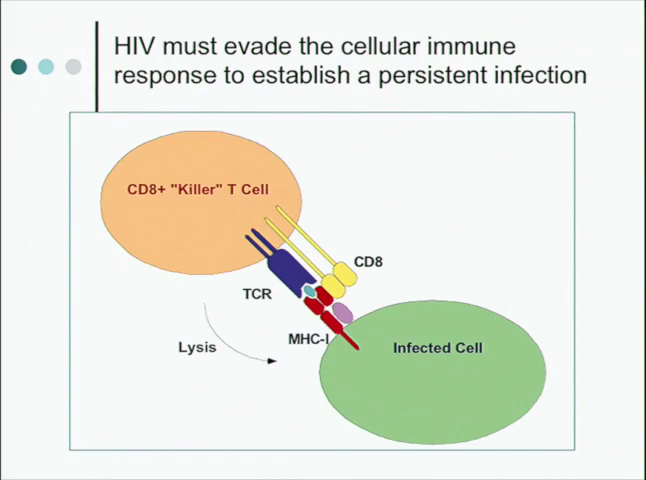 HIV must evade the cellular immune
response to establish a persistent infection
CD8+ "Killer" T Cell
CD8
TCR
MHC-I
Lysis
Infected Cell